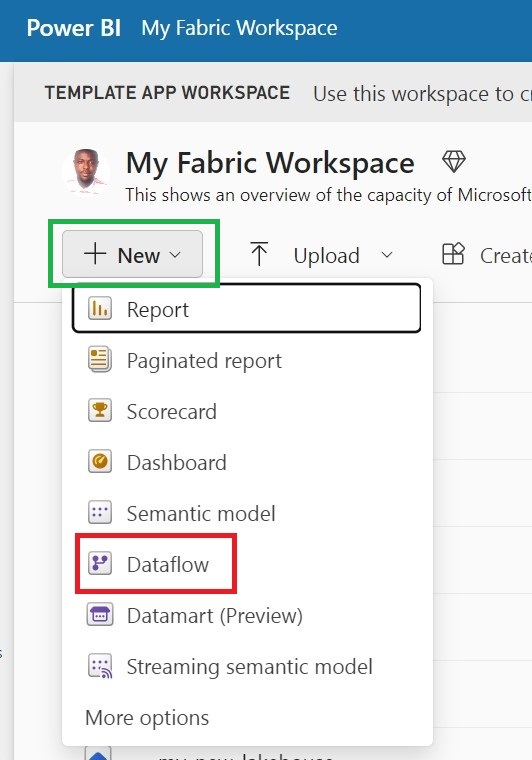 Power BI My Fabric Workspace
TEMPLATE APP WORKSPACE Use this workspace to
My Fabric Workspace
This shows an overview of the capacity of Microsoft
New Upload
Report
Paginated report
Scorecard
Dashboard
Semantic model
Dataflow
Datamart (Preview)
Streaming semantic model
More options